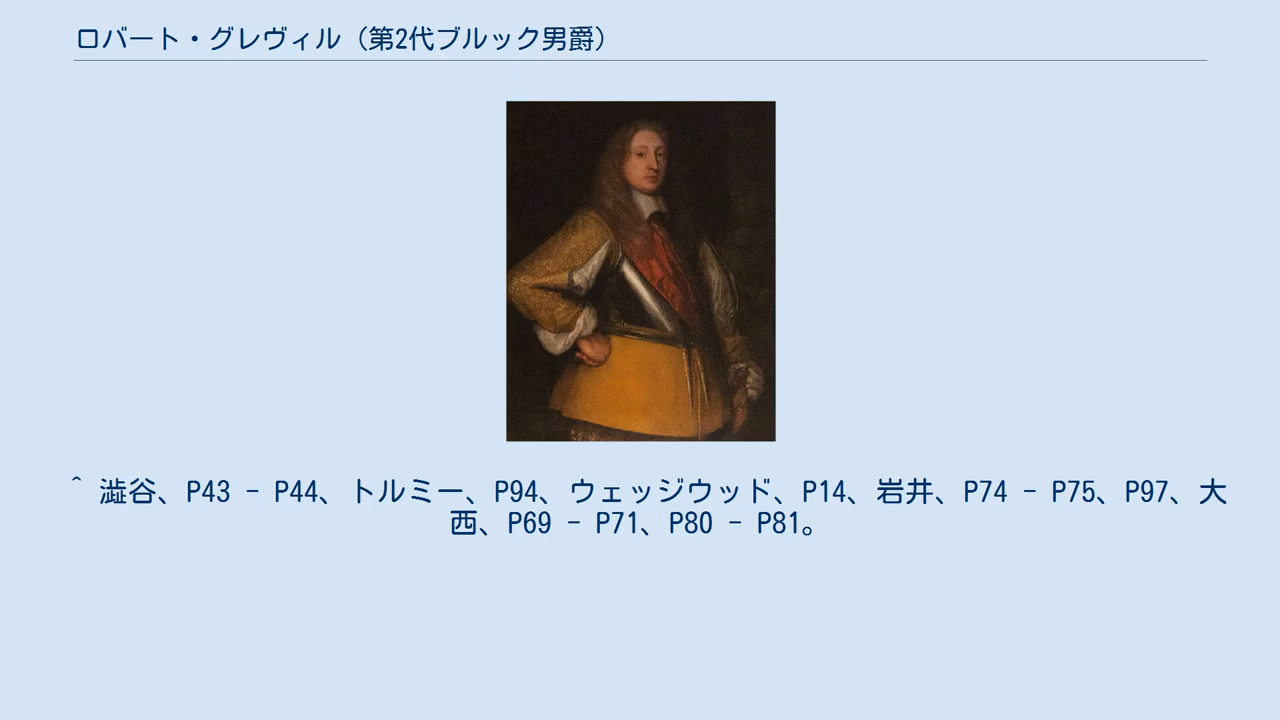 ロバート・グレヴィル（第2代ブルック男爵）
^ 澁谷、P43 - P44、トルミー、P94、ウェッジウッド、P14、岩井、P74 - P75、P97、大
西、P69 - P71、P80 - P81。